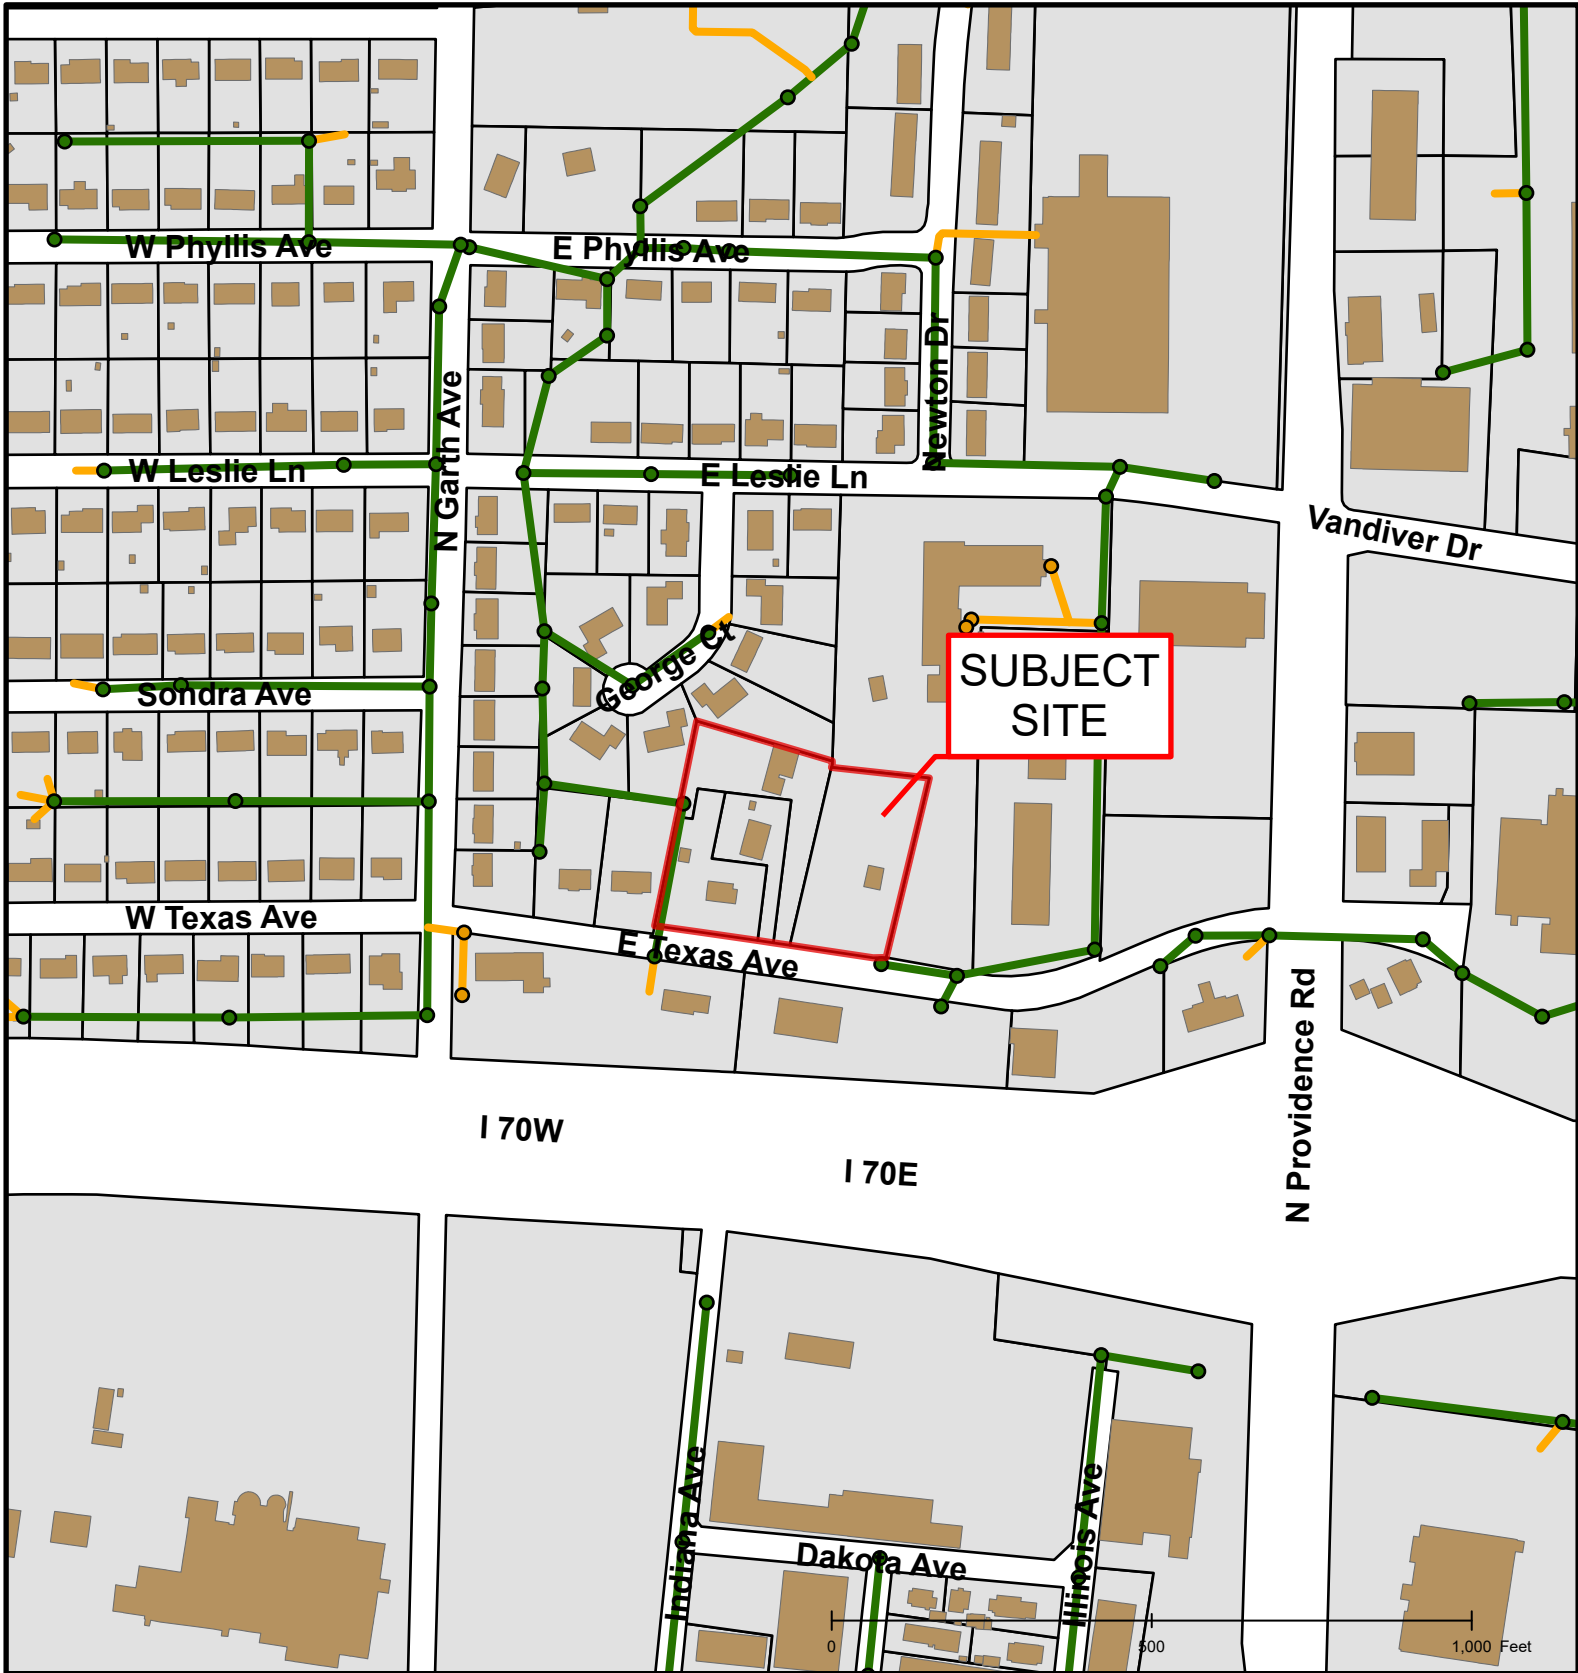 W Phyllis Ave
E Phyllis Ave
Newton Dr
N Garth Ave
W Leslie Ln
E Leslie Ln
Vandiver Dr
George Ct
SUBJECT
SITE
Sondra Ave
W Texas Ave
E Texas Ave
N Providence Rd
I 70W
I 70E
Indiana Ave
Illinois Ave
Dakota Ave
0 500 1,000 Feet